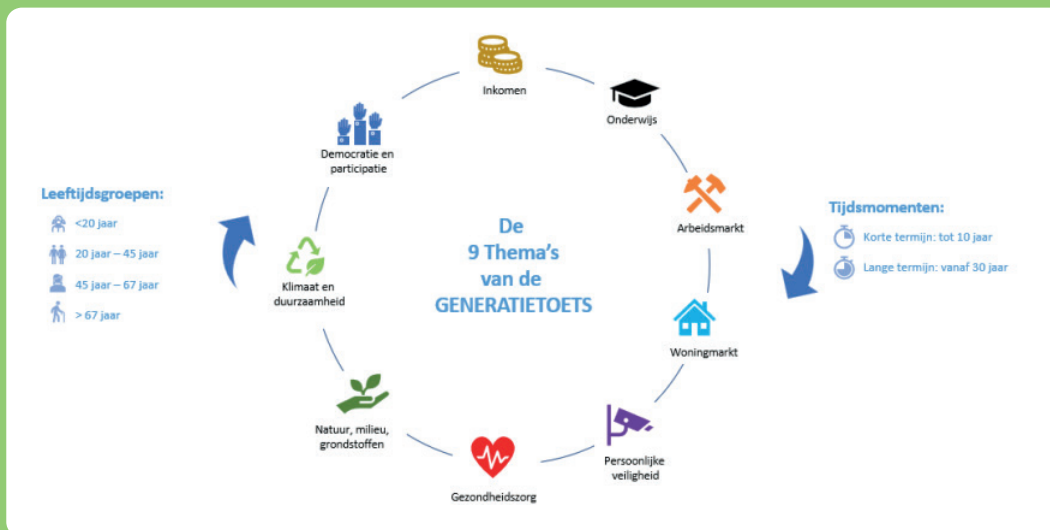 Inkomen
Onderwijs
Arbeidsmarkt
Woningmarkt
Persoonlijke
veiligheid
Gezondheidszorg
Natuur, milieu,
grondstoffen
Klimaat en
duurzaamheid
Democratie en
participatie
De
9 Thema's
van de
GENERATIETOETS
Leeftijdsgroepen:
<20 jaar
20 jaar – 45 jaar
45 jaar – 67 jaar
> 67 jaar
Tijdsmomenten:
Korte termijn: tot 10 jaar
Lange termijn: vanaf 30 jaar